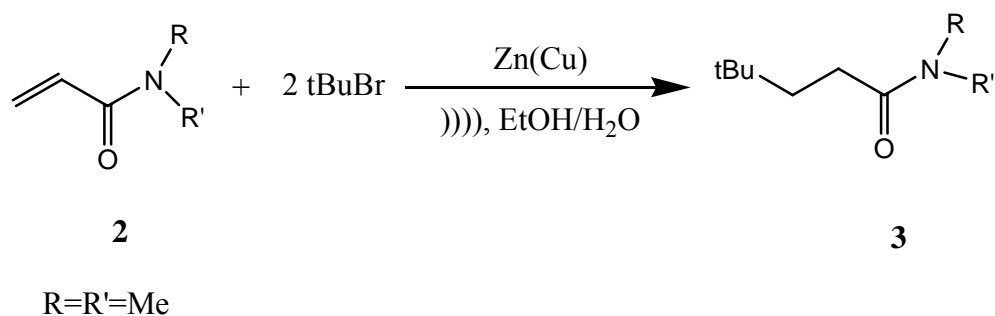 R
N
R'
O
+ 2 tBuBr
Zn(Cu)
)))), EtOH/H₂O
tBu
R
N
R'
O
2
3
R=R'=Me